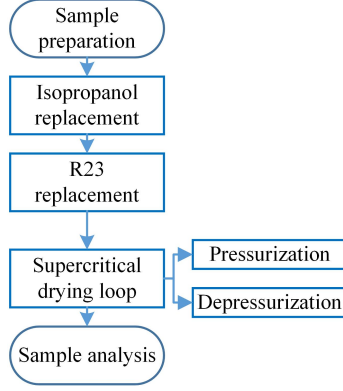 Sample
preparation
Isopropanol
replacement
R23
replacement
Supercritical
drying loop
Pressurization
Depressurization
Sample analysis